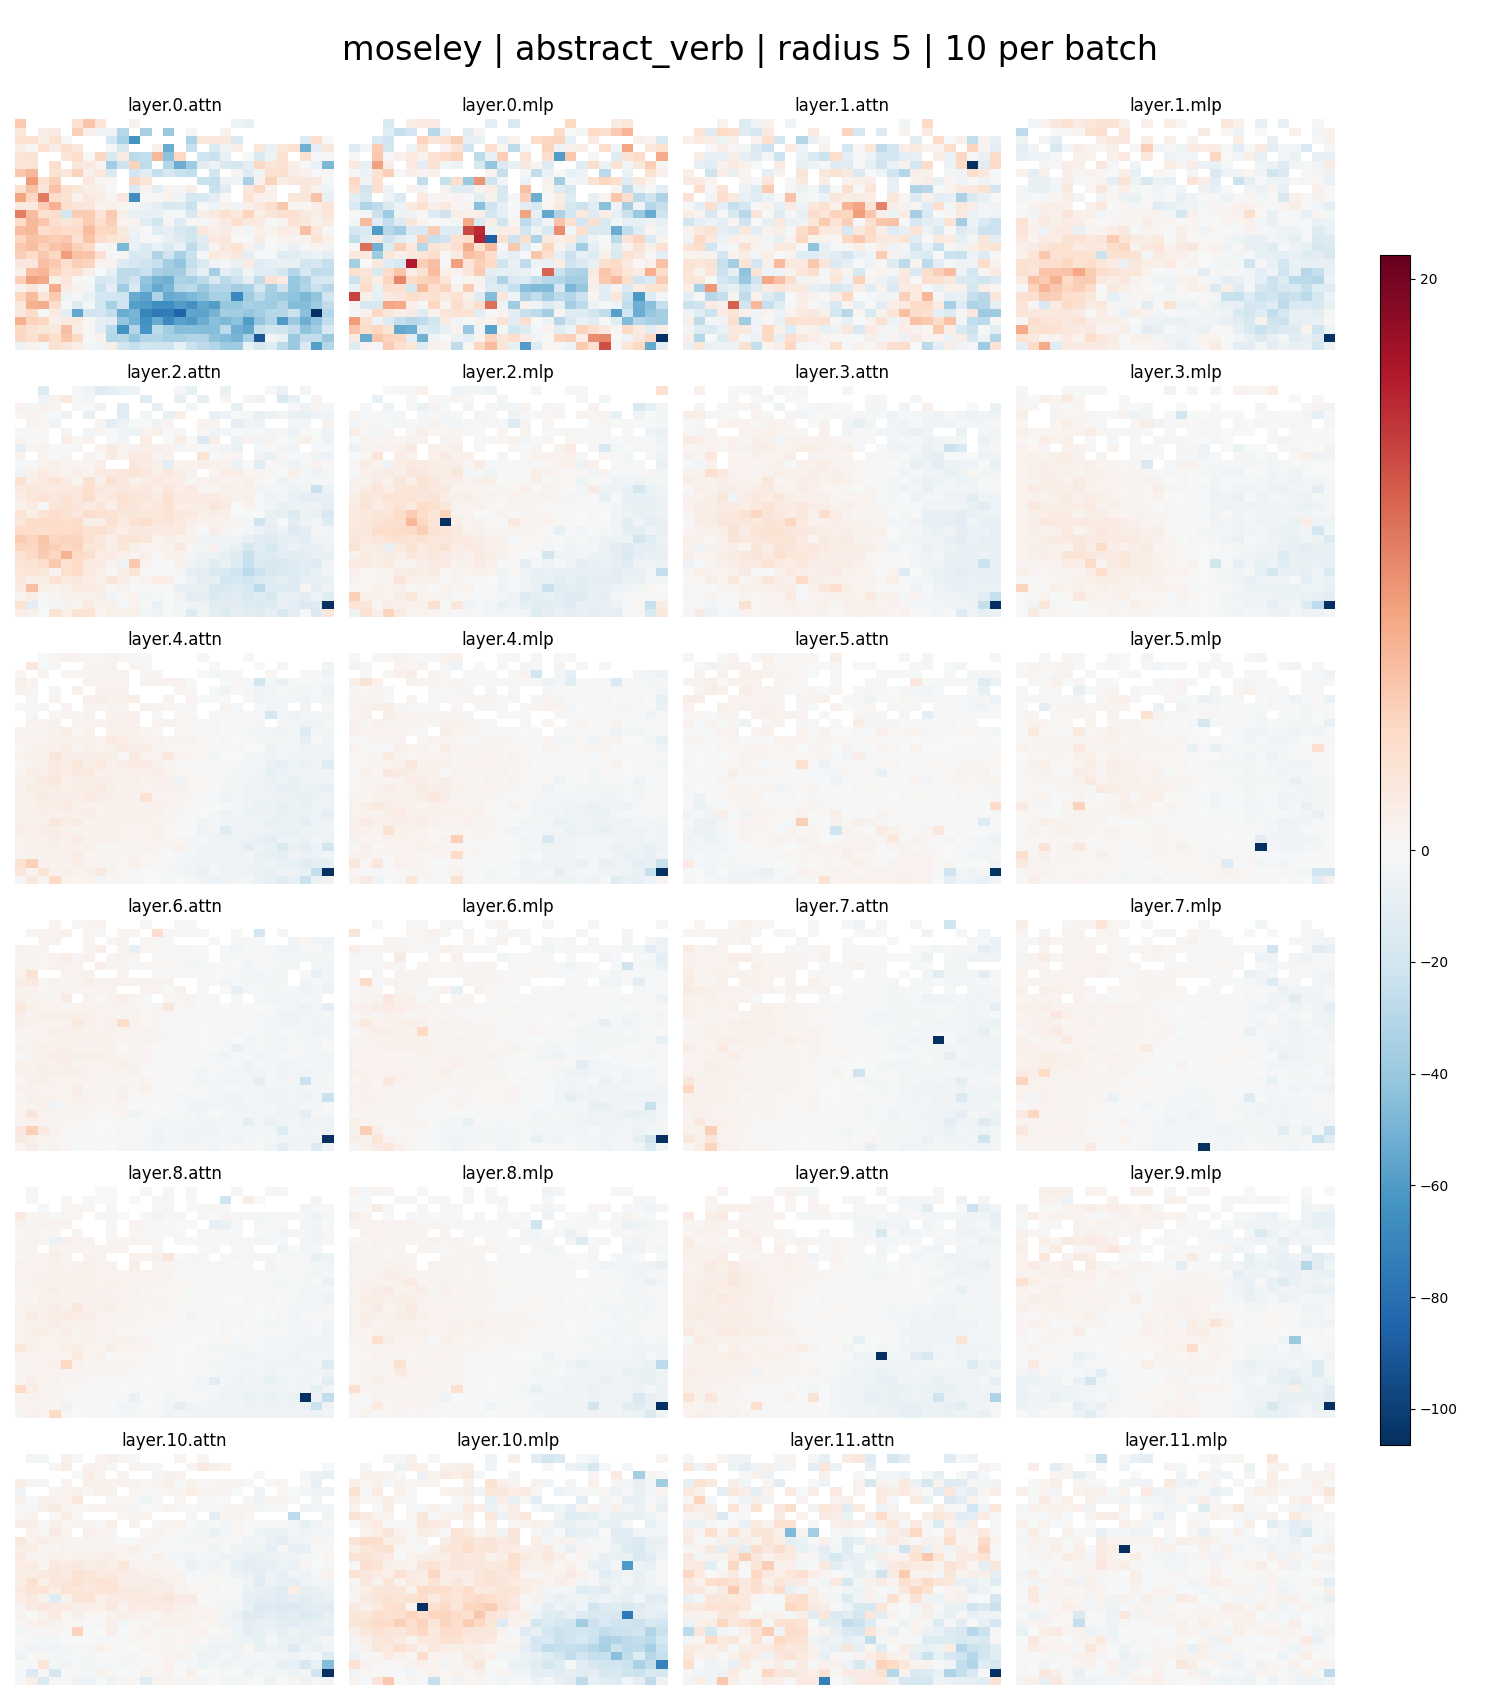 moseley | abstract_verb | radius 5 | 10 per batch
layer.0.attn
layer.0.mlp
layer.1.attn
layer.1.mlp
layer.2.attn
layer.2.mlp
layer.3.attn
layer.3.mlp
layer.4.attn
layer.4.mlp
layer.5.attn
layer.5.mlp
layer.6.attn
layer.6.mlp
layer.7.attn
layer.7.mlp
layer.8.attn
layer.8.mlp
layer.9.attn
layer.9.mlp
layer.10.attn
layer.10.mlp
layer.11.attn
layer.11.mlp
20
0
−20
−40
−60
−80
−100